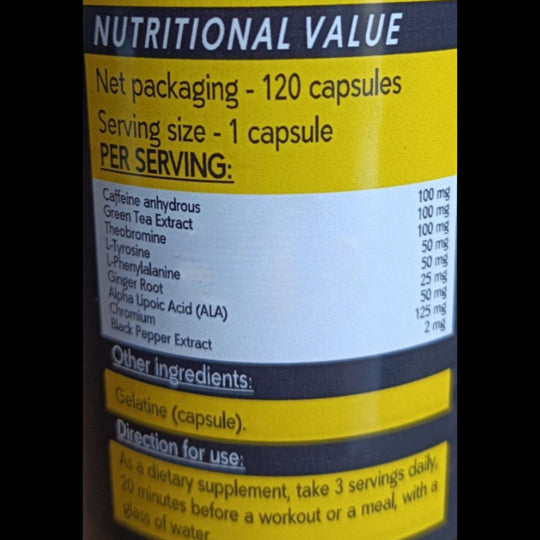 NUTRITIONAL VALUE
Net packaging - 120 capsules
Serving size - 1 capsule
PER SERVING:
Caffeine anhydrous 100 mg
Green Tea Extract 100 mg
Theobromine 100 mg
L-Tyrosine 50 mg
L-Phenylalanine 50 mg
Ginger Root 25 mg
Alpha Lipoic Acid (ALA) 50 mg
Chromium 125 mg
Black Pepper Extract 2 mg
Other ingredients:
Gelatine (capsule).
Direction for use:
As a dietary supplement, take 3 servings daily,
20 minutes before a workout or a meal, with a
glass of water